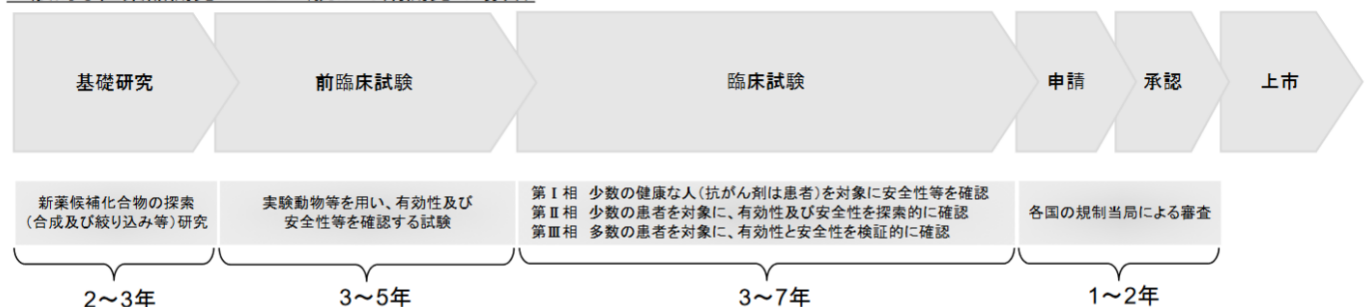 基礎研究
前臨床試験
臨床試験
申請
承認
上市
新薬候補化合物の探索
(合成及び絞り込み等)研究
実験動物等を用い、有効性及び
安全性等を確認する試験
第Ⅰ相 少数の健康な人(抗がん剤は患者)を対象に安全性等を確認
第Ⅱ相 少数の患者を対象に、有効性及び安全性を探索的に確認
第Ⅲ相 多数の患者を対象に、有効性と安全性を検証的に確認
各国の規制当局による審査
2～3年
3～5年
3～7年
1～2年